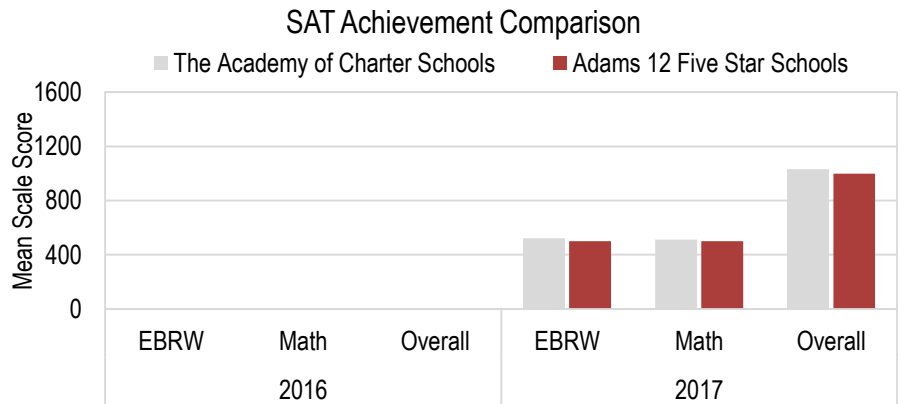 SAT Achievement Comparison
The Academy of Charter Schools
Adams 12 Five Star Schools
Mean Scale Score
1600
1200
800
400
0
EBRW Math Overall EBRW Math Overall
2016 2017